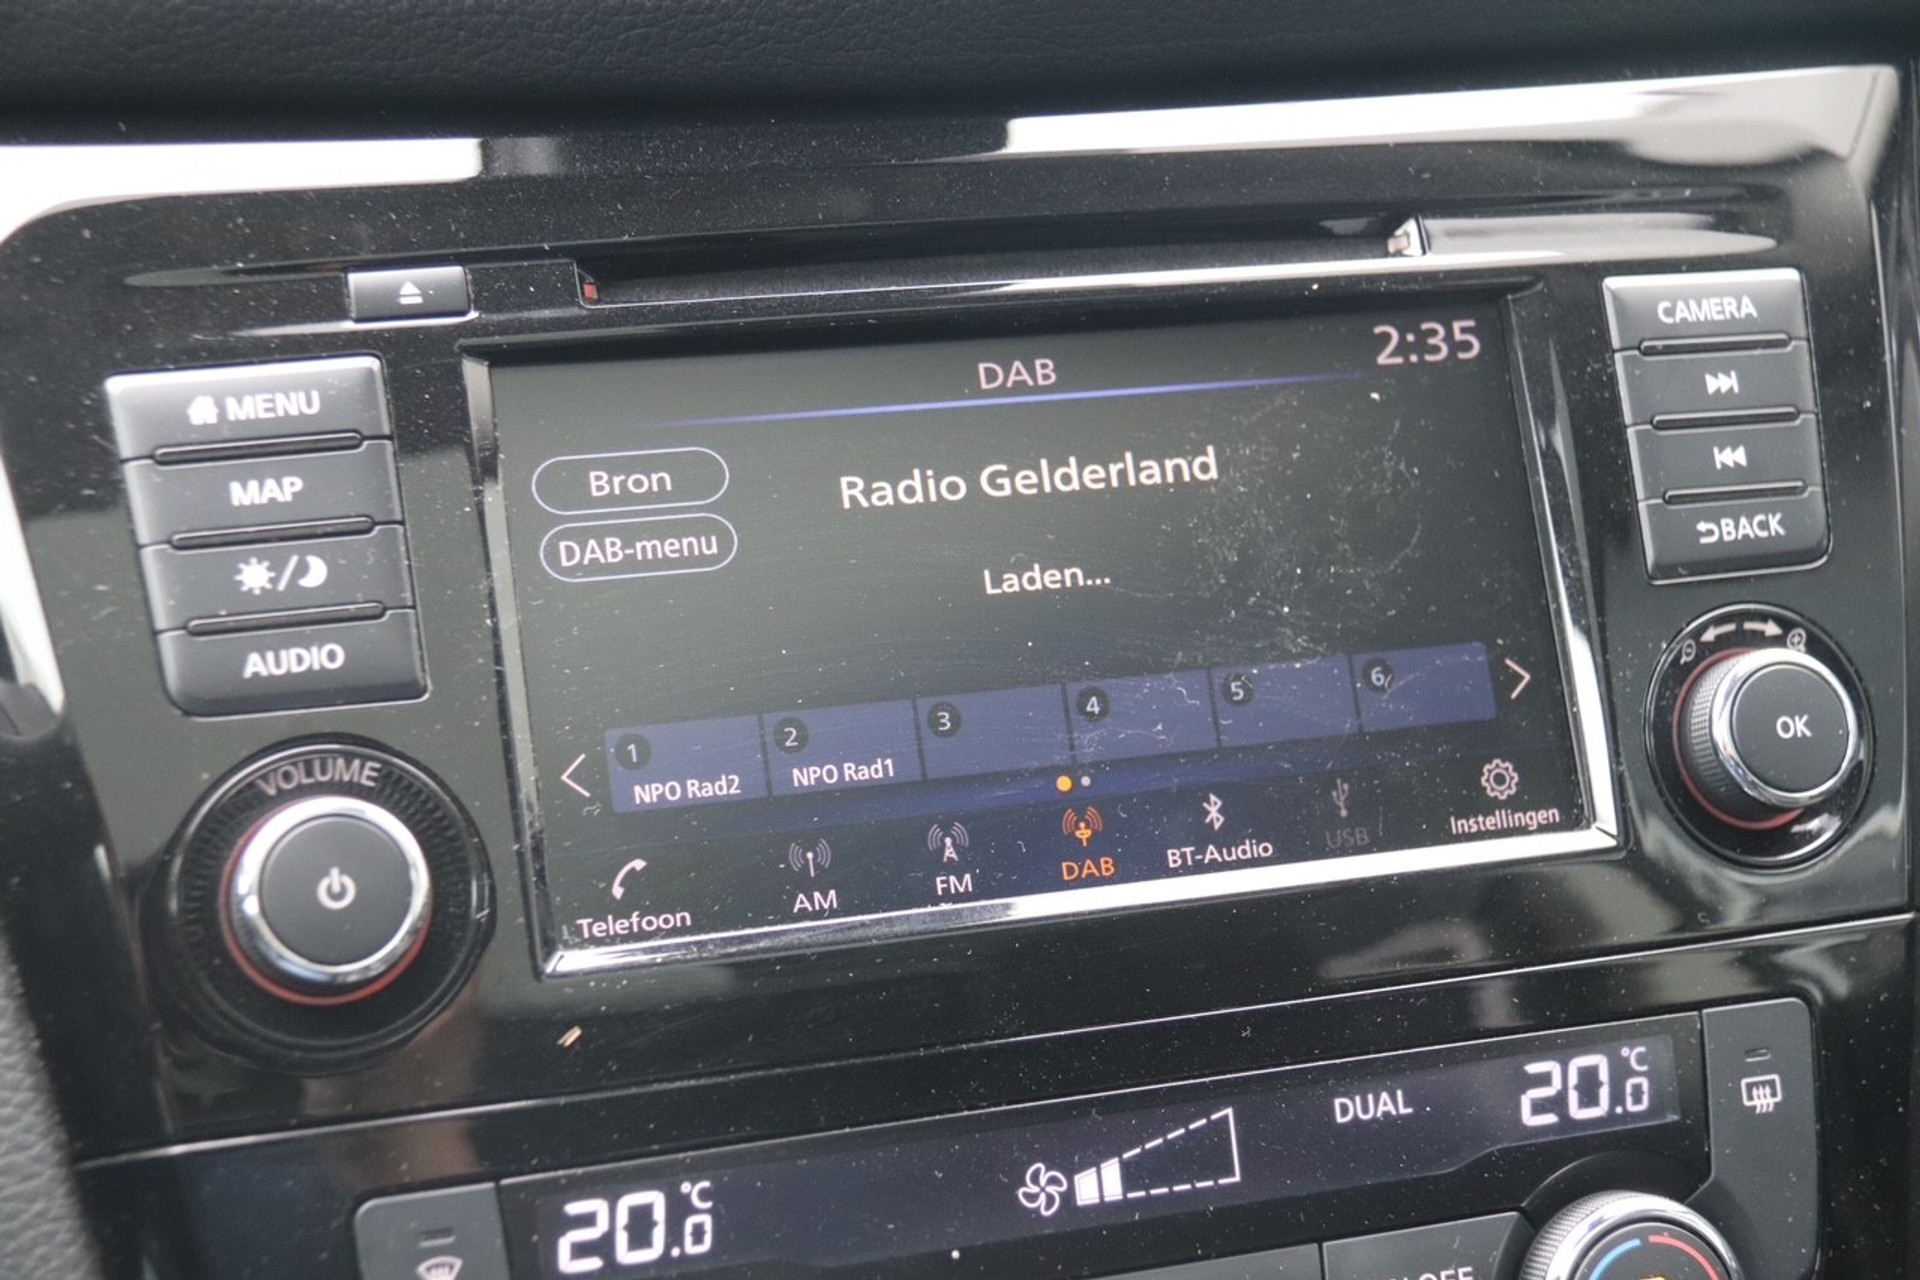 MENU
MAP
AUDIO
VOLUME
DAB
2:35
Bron
DAB-menu
Radio Gelderland
Laden...
1
NPO Rad2
2
NPO Rad1
3
4
5
6
Telefoon
AM
FM
DAB
BT-Audio
USB
Instellingen
CAMERA
BACK
OK
20.0 °C
DUAL
20.0 °C